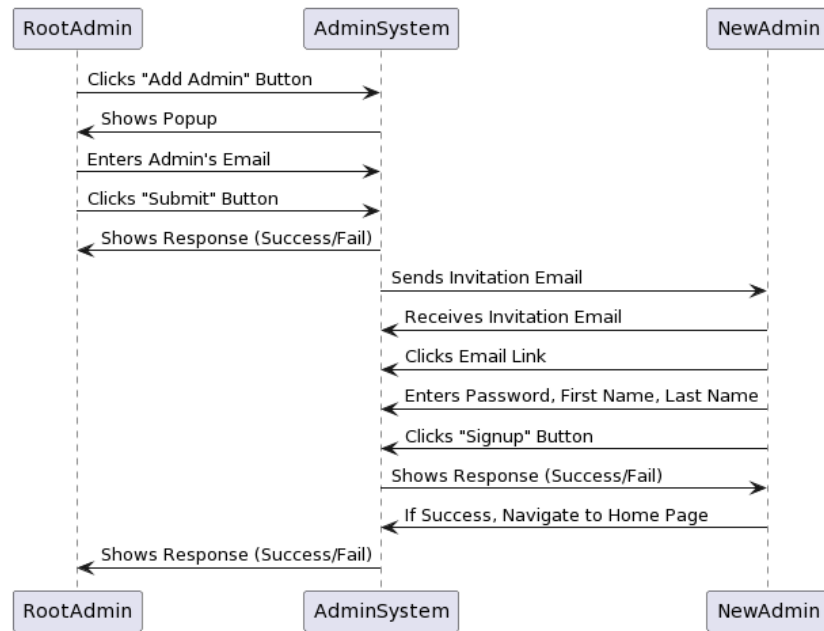 RootAdmin AdminSystem NewAdmin
Clicks "Add Admin" Button
Shows Popup
Enters Admin's Email
Clicks "Submit" Button
Shows Response (Success/Fail)
Sends Invitation Email
Receives Invitation Email
Clicks Email Link
Enters Password, First Name, Last Name
Clicks "Signup" Button
Shows Response (Success/Fail)
If Success, Navigate to Home Page
Shows Response (Success/Fail)
RootAdmin AdminSystem NewAdmin